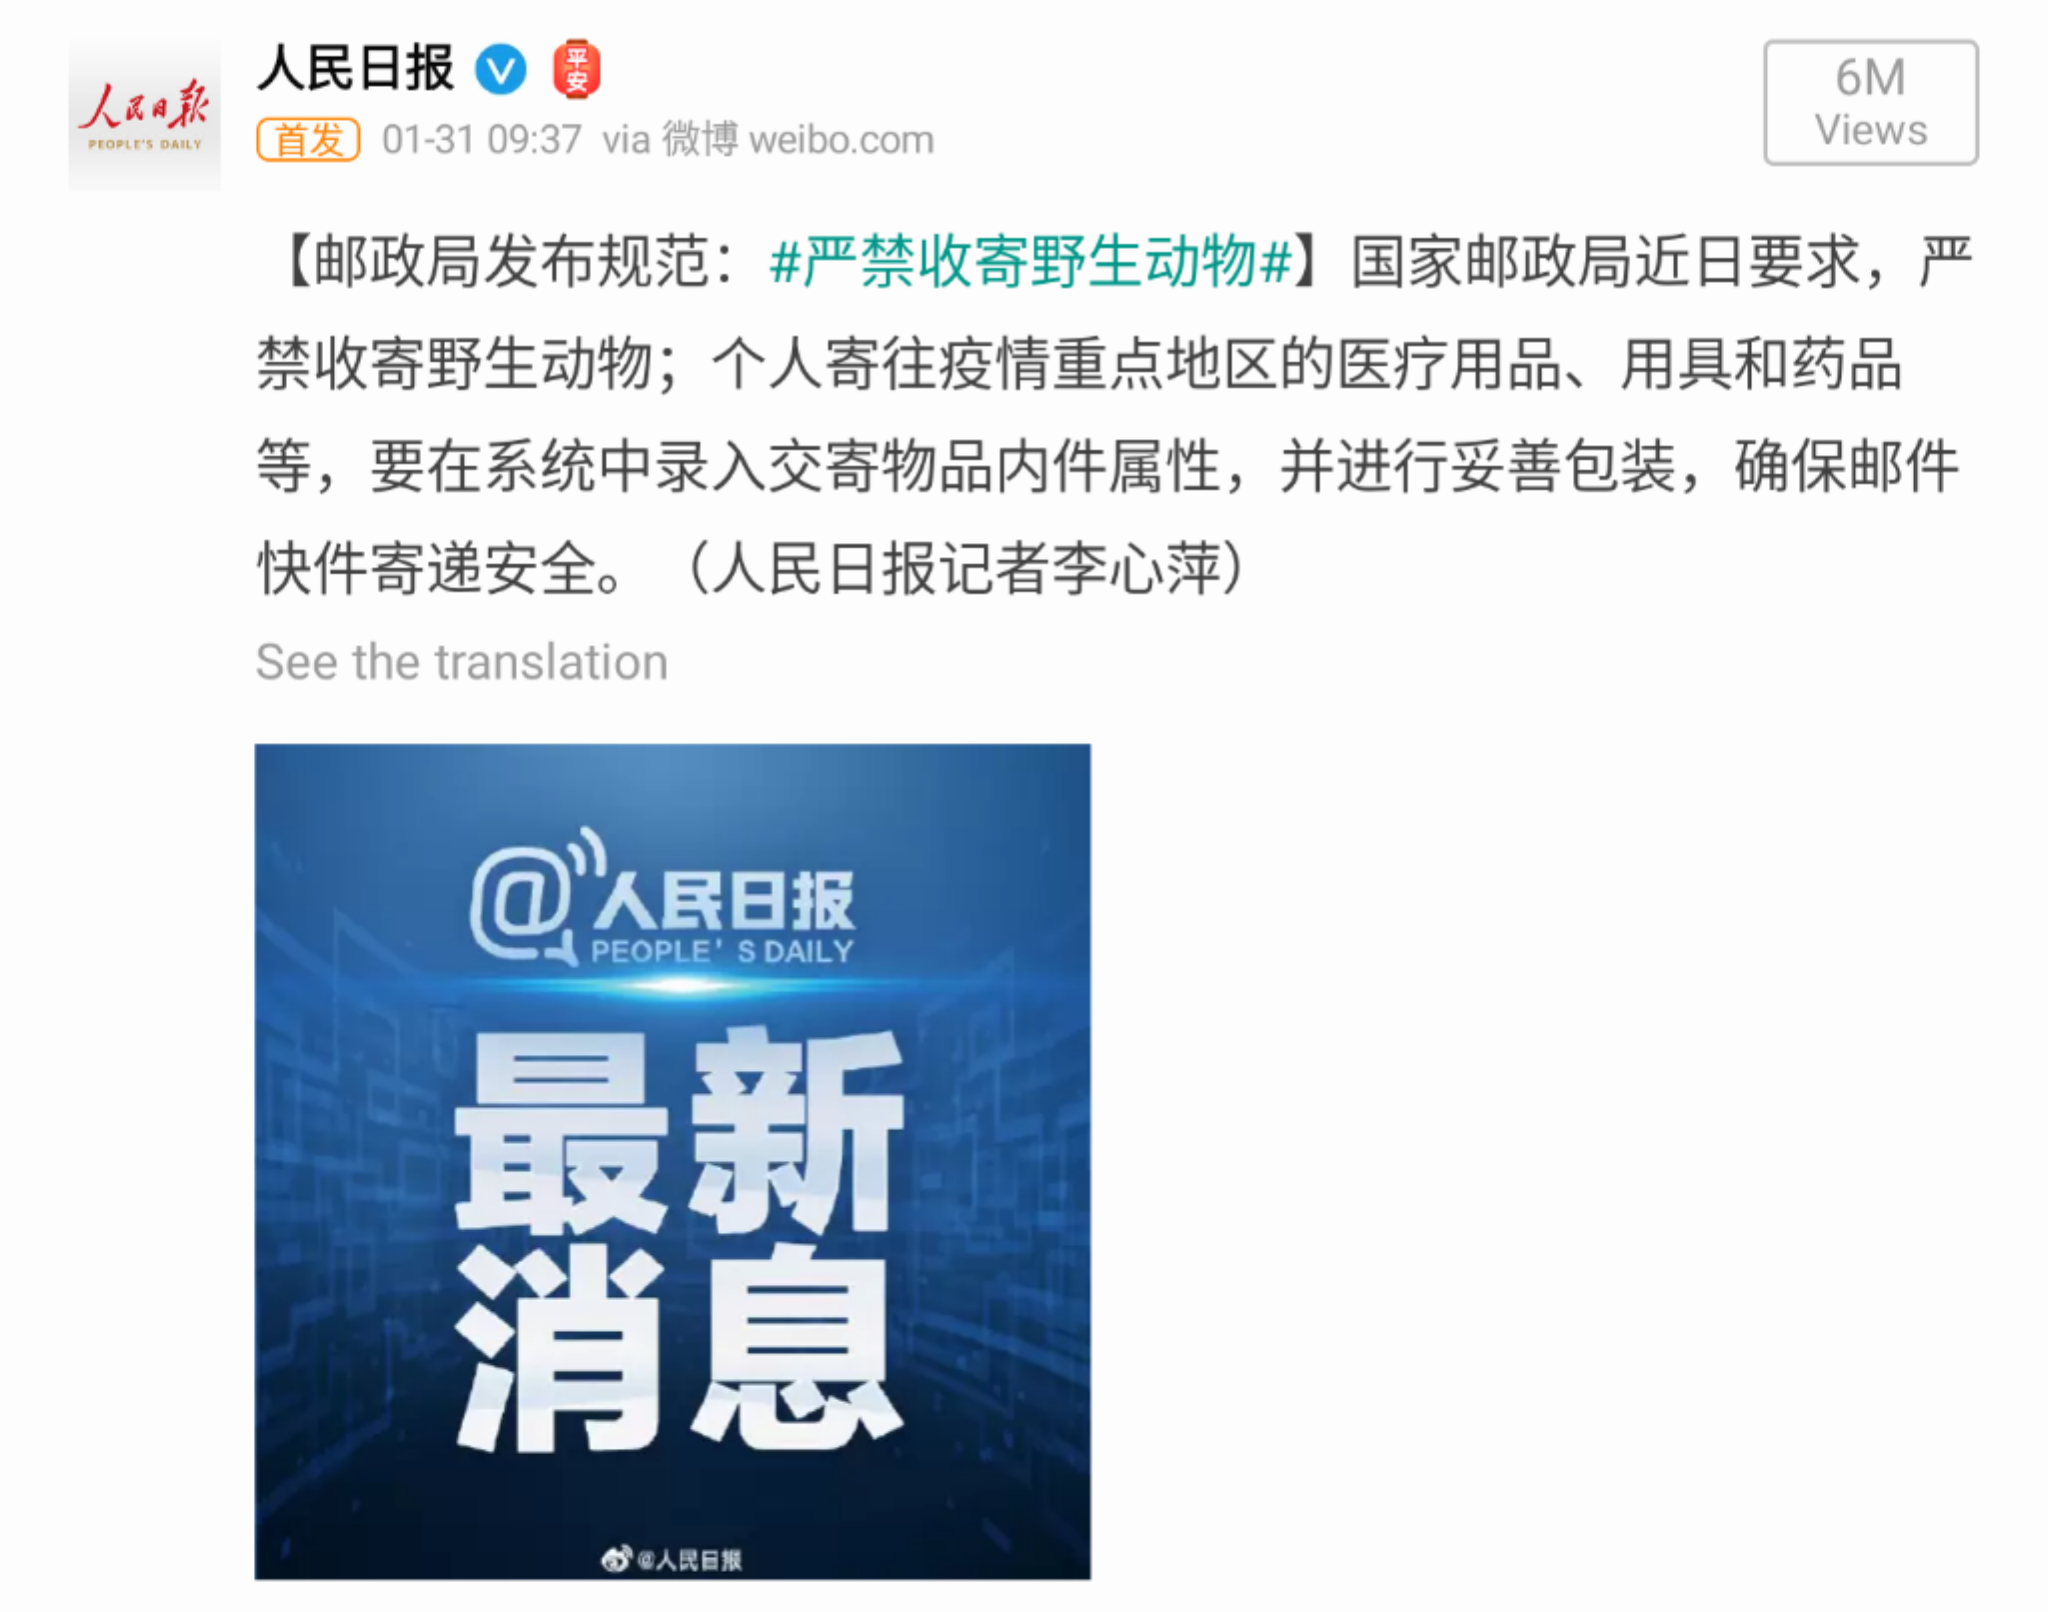 人民日报
PEOPLE'S DAILY
人民日报 平安
首发 01-31 09:37 via 微博 weibo.com
6M
Views
【邮政局发布规范：#严禁收寄野生动物#】国家邮政局近日要求，严
禁收寄野生动物；个人寄往疫情重点地区的医疗用品、用具和药品
等，要在系统中录入交寄物品内件属性，并进行妥善包装，确保邮件
快件寄递安全。（人民日报记者李心萍）
See the translation
@人民日报
PEOPLE'S DAILY
最新
消息
@人民日报